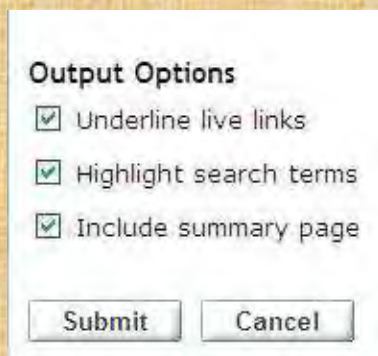 Output Options
Underline live links
Highlight search terms
Include summary page
Submit Cancel